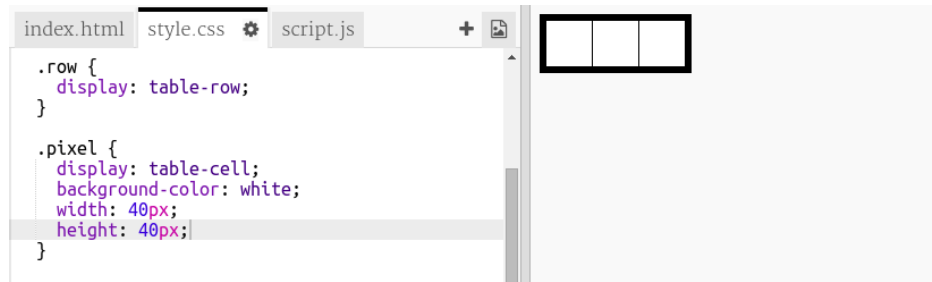 index.html style.css script.js
.row {
  display: table-row;
}
.pixel {
  display: table-cell;
  background-color: white;
  width: 40px;
  height: 40px;
}